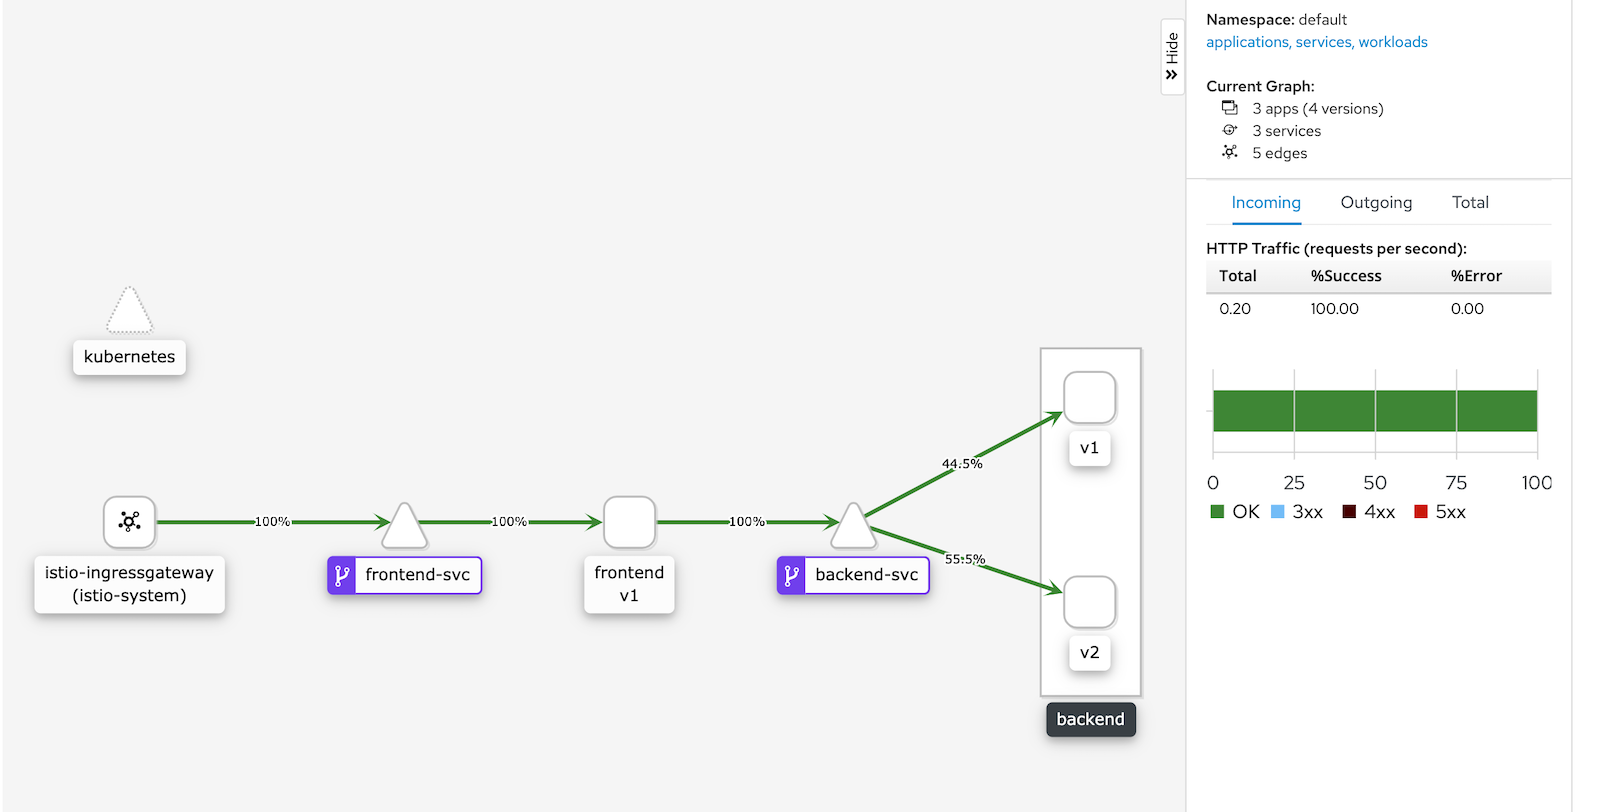 kubernetes
istio-ingressgateway
(istio-system)
100%
frontend-svc
100%
frontend
v1
100%
backend-svc
44.5%
55.5%
v1
v2
backend
Hide
Namespace: default
applications, services, workloads
Current Graph:
3 apps (4 versions)
3 services
5 edges
Incoming Outgoing Total
HTTP Traffic (requests per second):
Total %Success %Error
0.20 100.00 0.00
0 25 50 75 100
OK 3xx 4xx 5xx